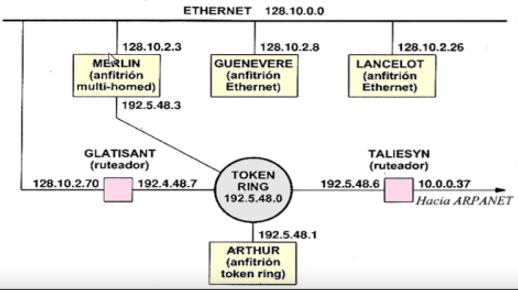 ETHERNET 128.10.0.0
128.10.2.3
128.10.2.8
128.10.2.26
MERLIN
(anfitrión
multi-homed)
GUENEVERE
(anfitrión
Ethernet)
LANCELOT
(anfitrión
Ethernet)
192.5.48.3
GLATISANT
(ruteador)
TALIESYN
(ruteador)
128.10.2.70
192.4.48.7
TOKEN
RING
192.5.48.0
192.5.48.6
10.0.0.37
Hacia ARPANET
192.5.48.1
ARTHUR
(anfitrión
token ring)